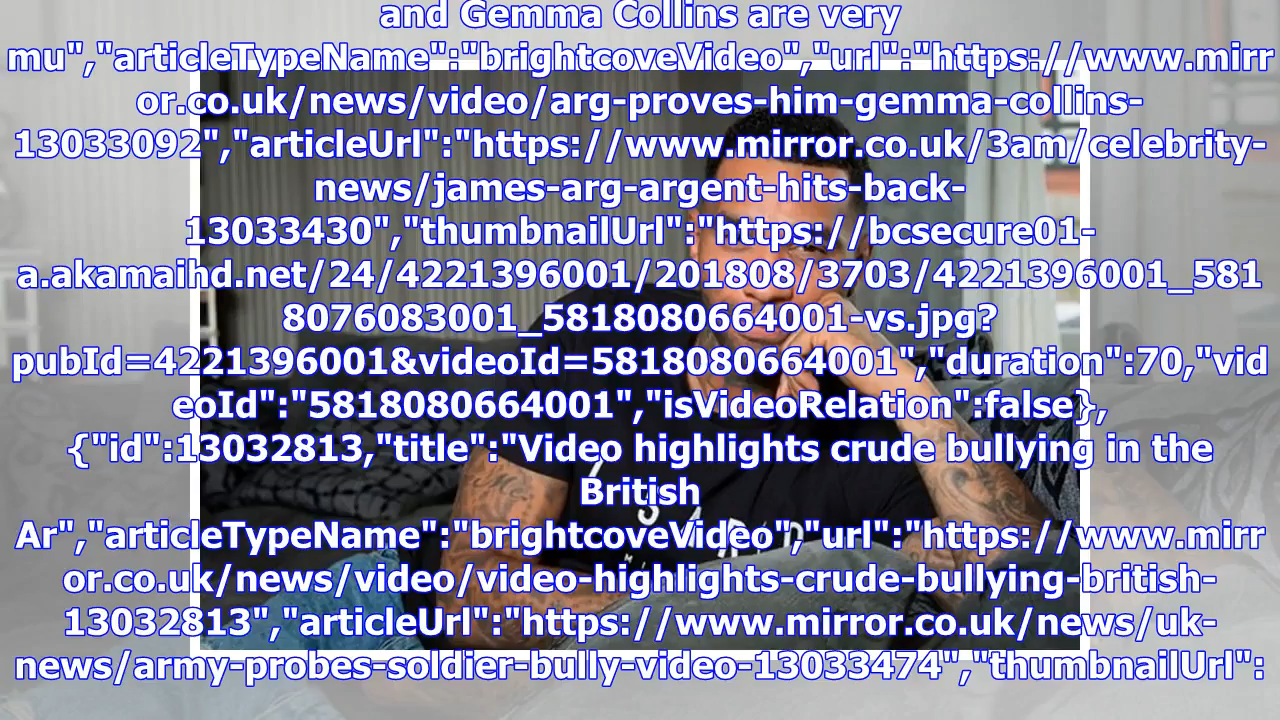 and Gemma Collins are very
mu","articleTypeName":"brightcoveVideo","url":"https://www.mirr
or.co.uk/news/video/arg-proves-him-gemma-collins-
13033092","articleUrl":"https://www.mirror.co.uk/3am/celebrity-
news/james-arg-argent-hits-back-
13033430","thumbnailUrl":"https://bcsecure01-
a.akamaihd.net/24/4221396001/201808/3703/4221396001_581
8076083001_5818080664001-vs.jpg?
pubId=4221396001&videoId=5818080664001","duration":70,"vid
eoId":"5818080664001","isVideoRelation":false},
{"id":13032813,"title":"Video highlights crude bullying in the
British
Ar","articleTypeName":"brightcoveVideo","url":"https://www.mirr
or.co.uk/news/video/video-highlights-crude-bullying-british-
13032813","articleUrl":"https://www.mirror.co.uk/news/uk-
news/army-probes-soldier-bully-video-13033474","thumbnailUrl":